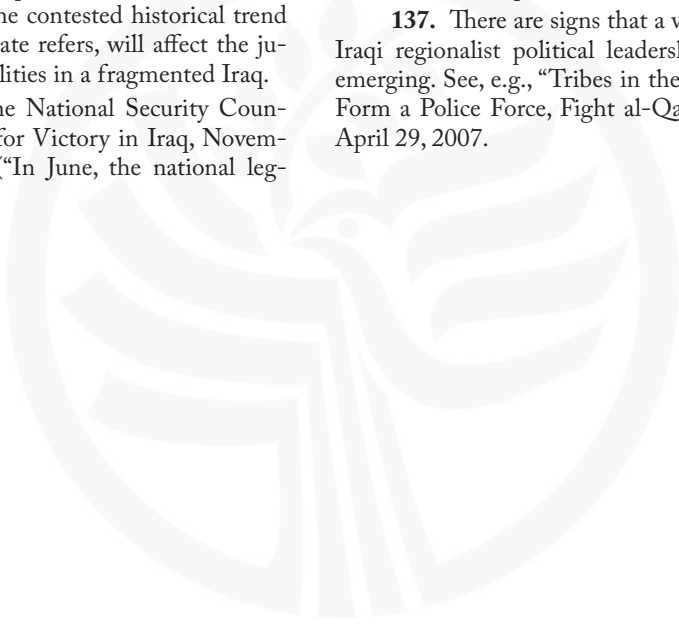 he contested historical trend
ate refers, will affect the ju-
lities in a fragmented Iraq.
he National Security Coun-
for Victory in Iraq, Novem-
(“In June, the national leg-
137. There are signs that a v
Iraqi regionalist political leadersh
emerging. See, e.g., “Tribes in the
Form a Police Force, Fight al-Qa
April 29, 2007.